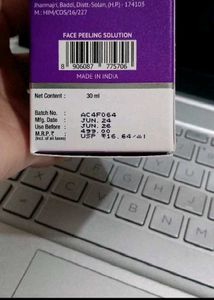 Jharmajri, Baddi, Distt.-Solan, (H.P.) - 174103
M.: HIM/COS/16/227
FACE PEELING SOLUTION
8 906087 775706
MADE IN INDIA
Net Content : 30 ml
Batch No. : AC4F064
Mfg. Date : JUN.24
Use Before : JUN.26
M.R.P.₹ : 499.00
(Incl. of all taxes) USP ₹16.64/ml